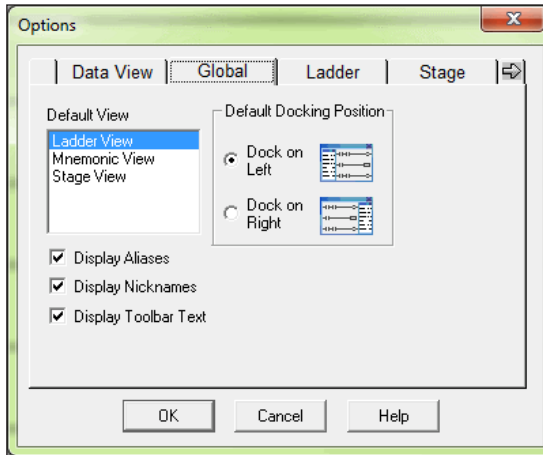 Options
Data View
Global
Ladder
Stage
Default View
Ladder View
Mnemonic View
Stage View
Default Docking Position
Dock on
Left
Dock on
Right
Display Aliases
Display Nicknames
Display Toolbar Text
OK
Cancel
Help